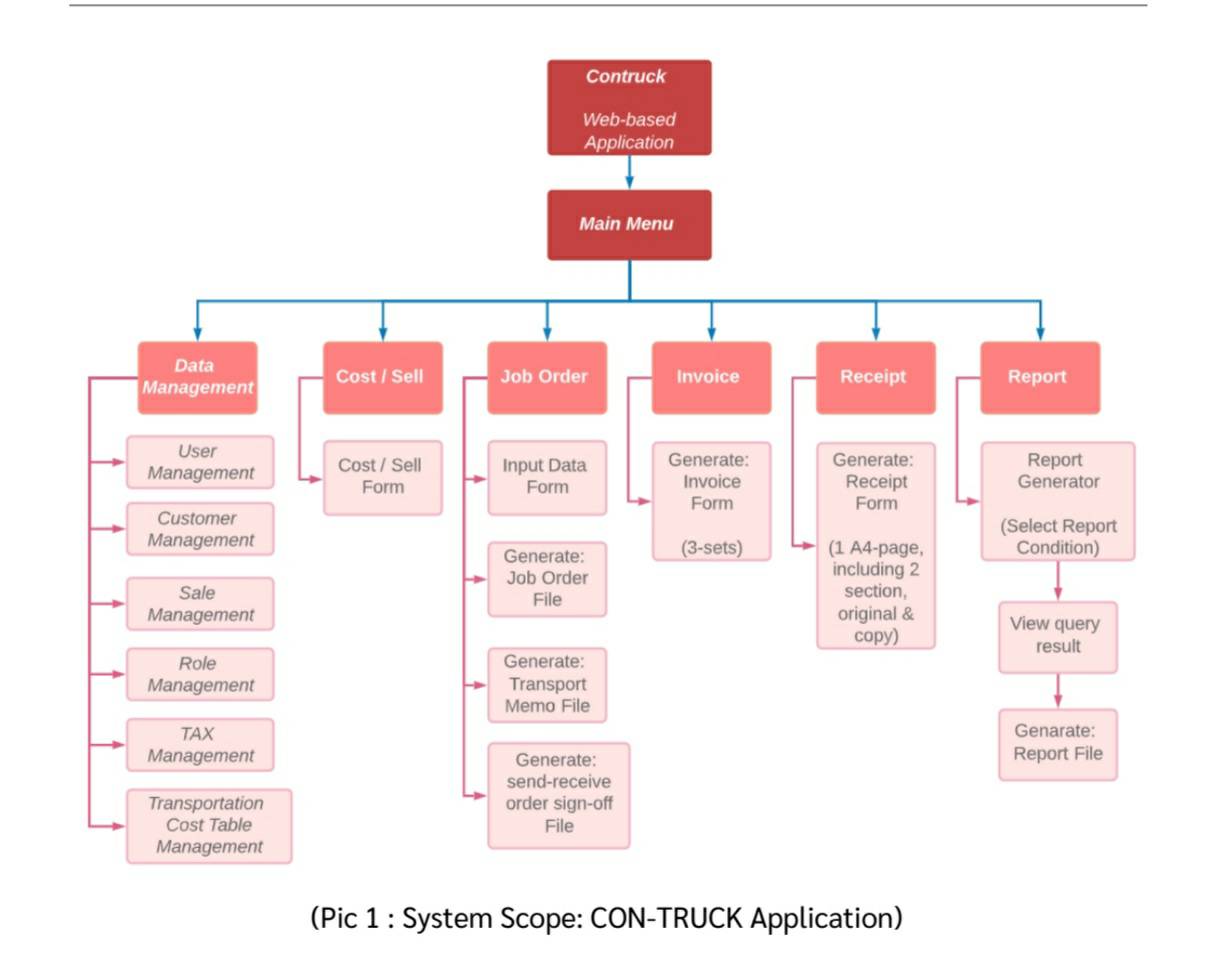 Contruck
Web-based
Application
Main Menu
Data
Management
Cost / Sell
Job Order
Invoice
Receipt
Report
User
Management
Customer
Management
Sale
Management
Role
Management
TAX
Management
Transportation
Cost Table
Management
Cost / Sell
Form
Input Data
Form
Generate:
Job Order
File
Generate:
Transport
Memo File
Generate:
send-receive
order sign-off
File
Generate:
Invoice
Form
(3-sets)
Generate:
Receipt
Form
(1 A4-page,
including 2
section,
original &
copy)
Report
Generator
(Select Report
Condition)
View query
result
Genarate:
Report File
(Pic 1 : System Scope: CON-TRUCK Application)